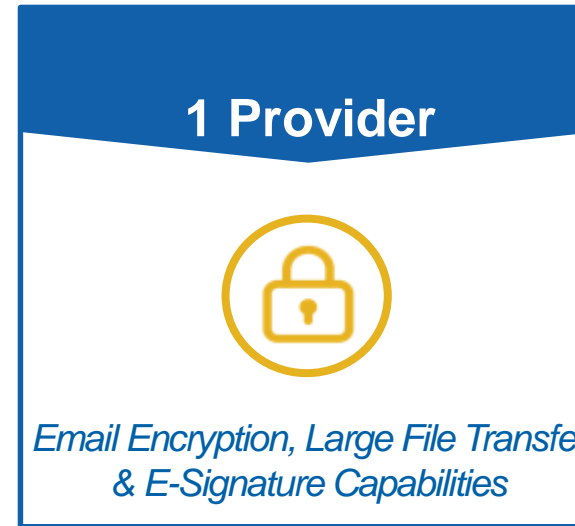 1 Provider
Email Encryption, Large File Transfe
& E-Signature Capabilities